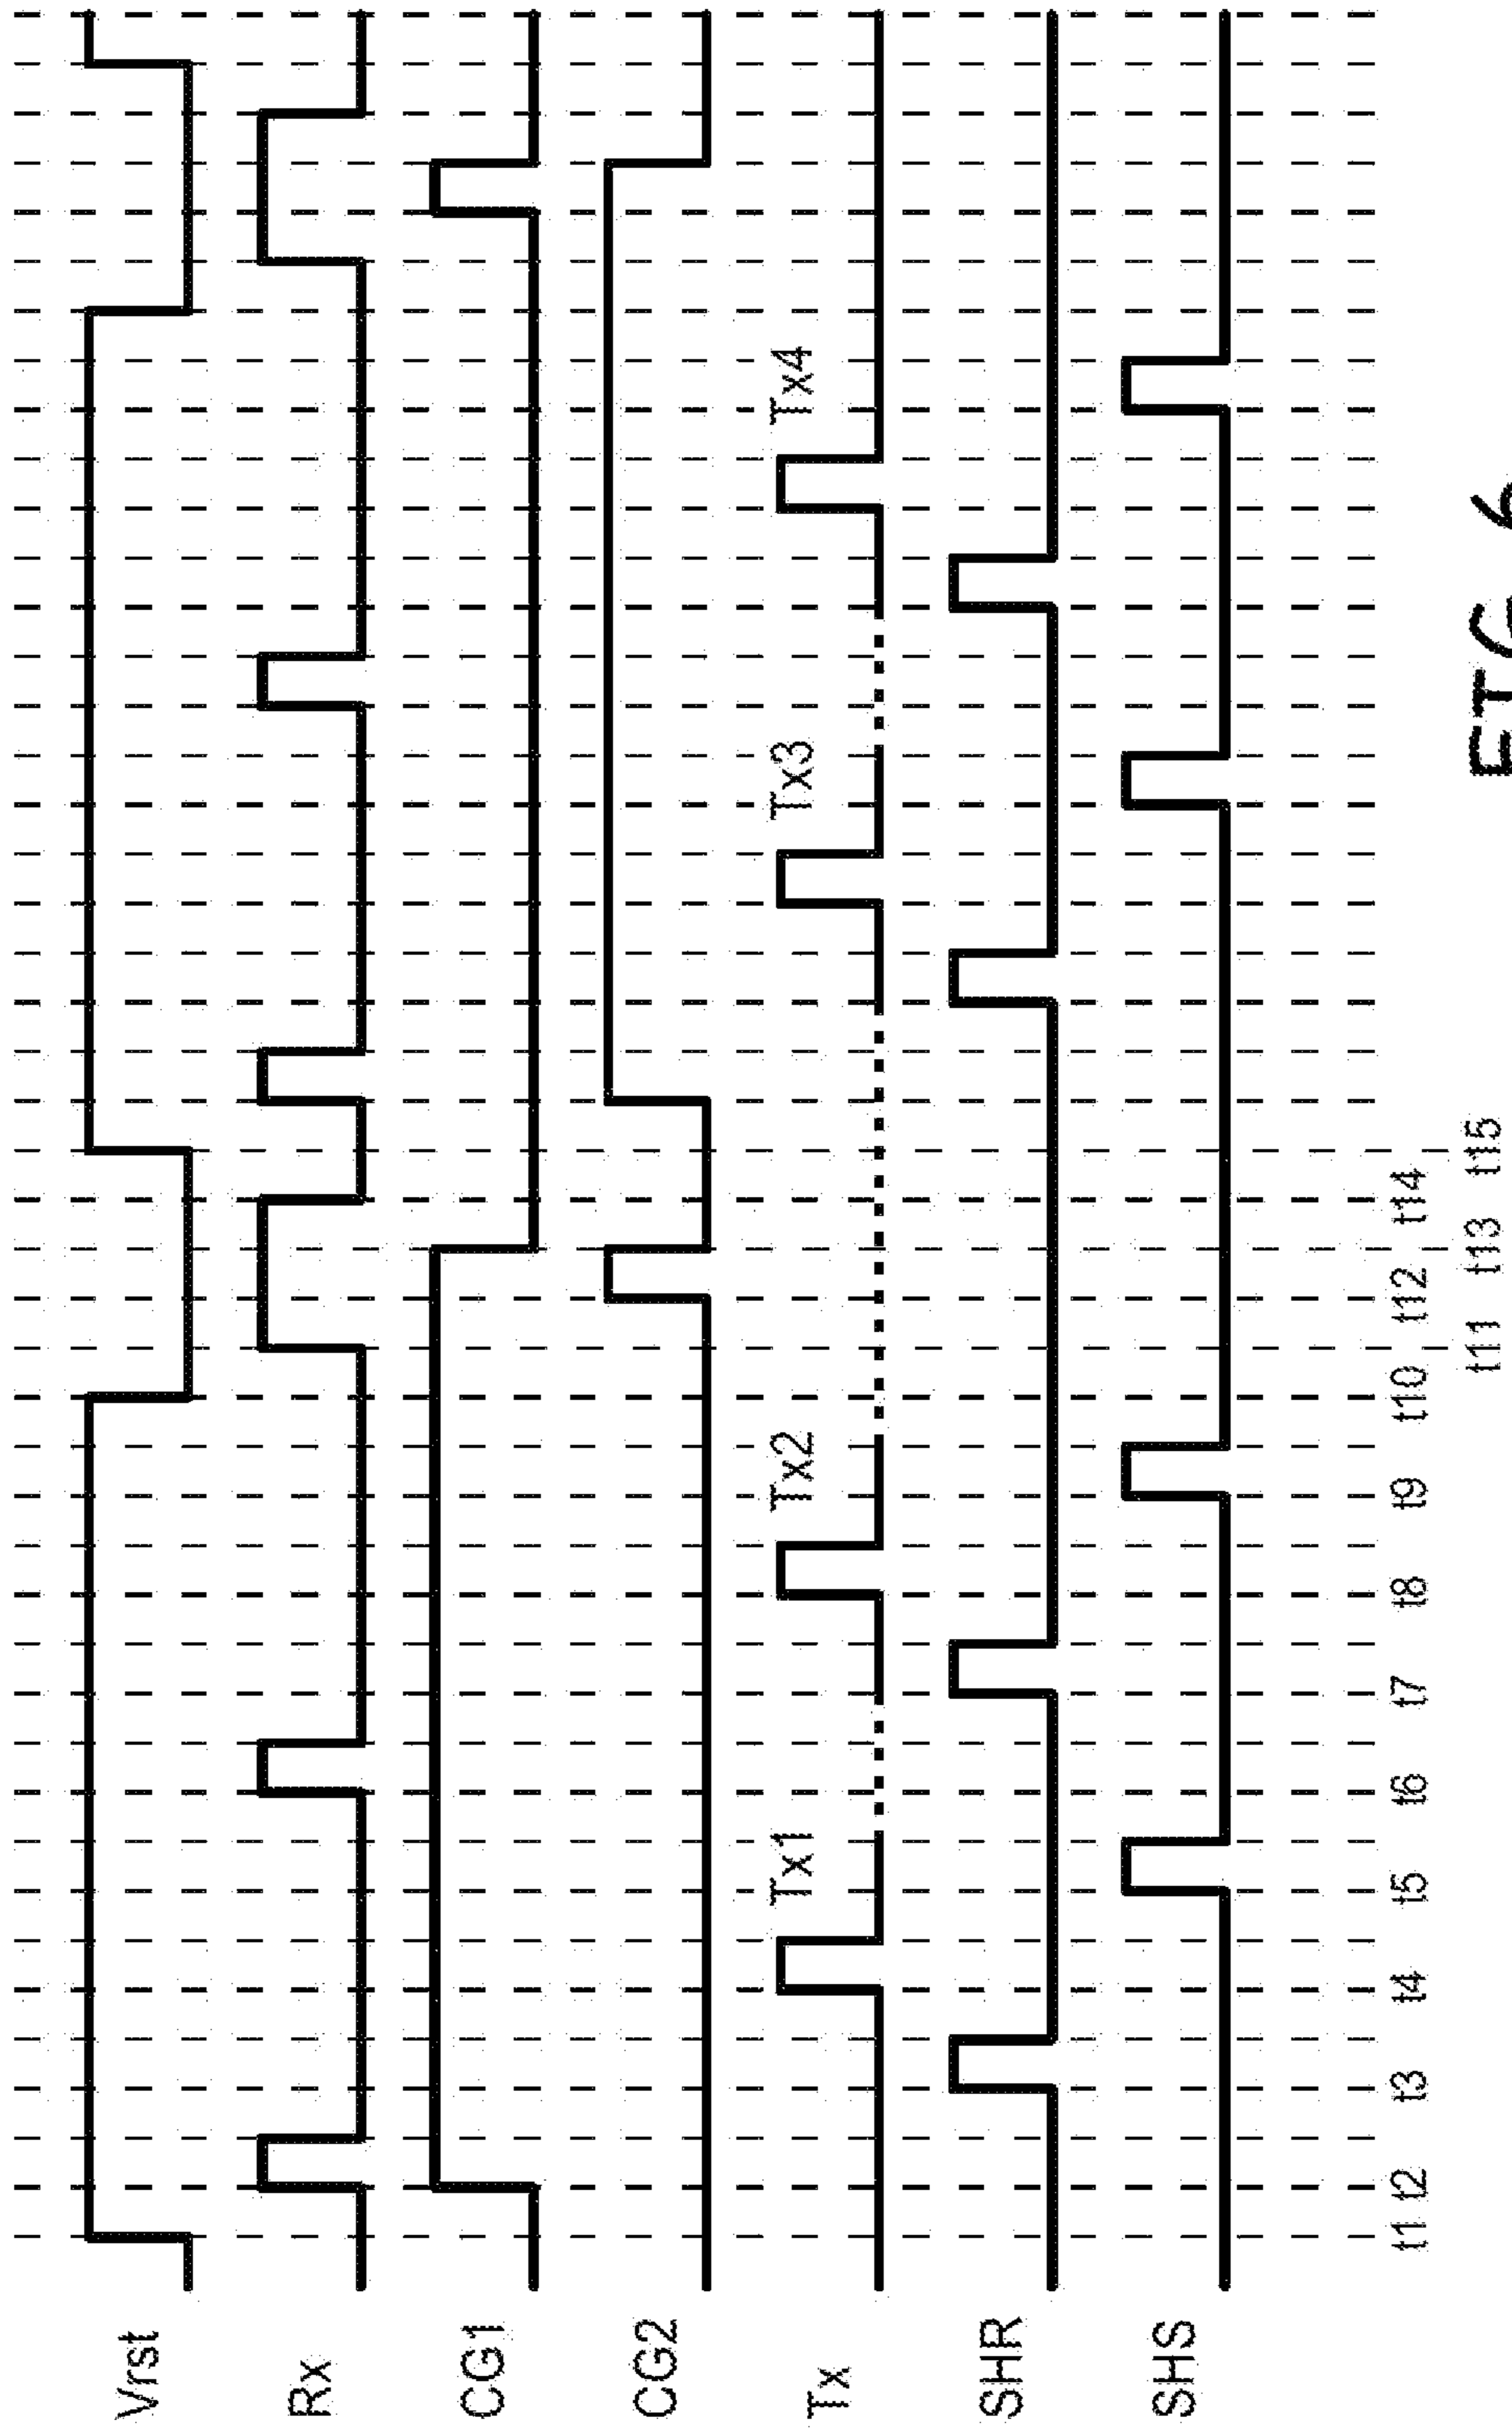 Vrst
Rx
CG1
CG2
Tx
Tx1
Tx2
Tx3
Tx4
SHR
SHS
t1 t2 t3 t4 t5 t6 t7 t8 t9 t10 t12 t14
t11 t13 t15
FIG 6